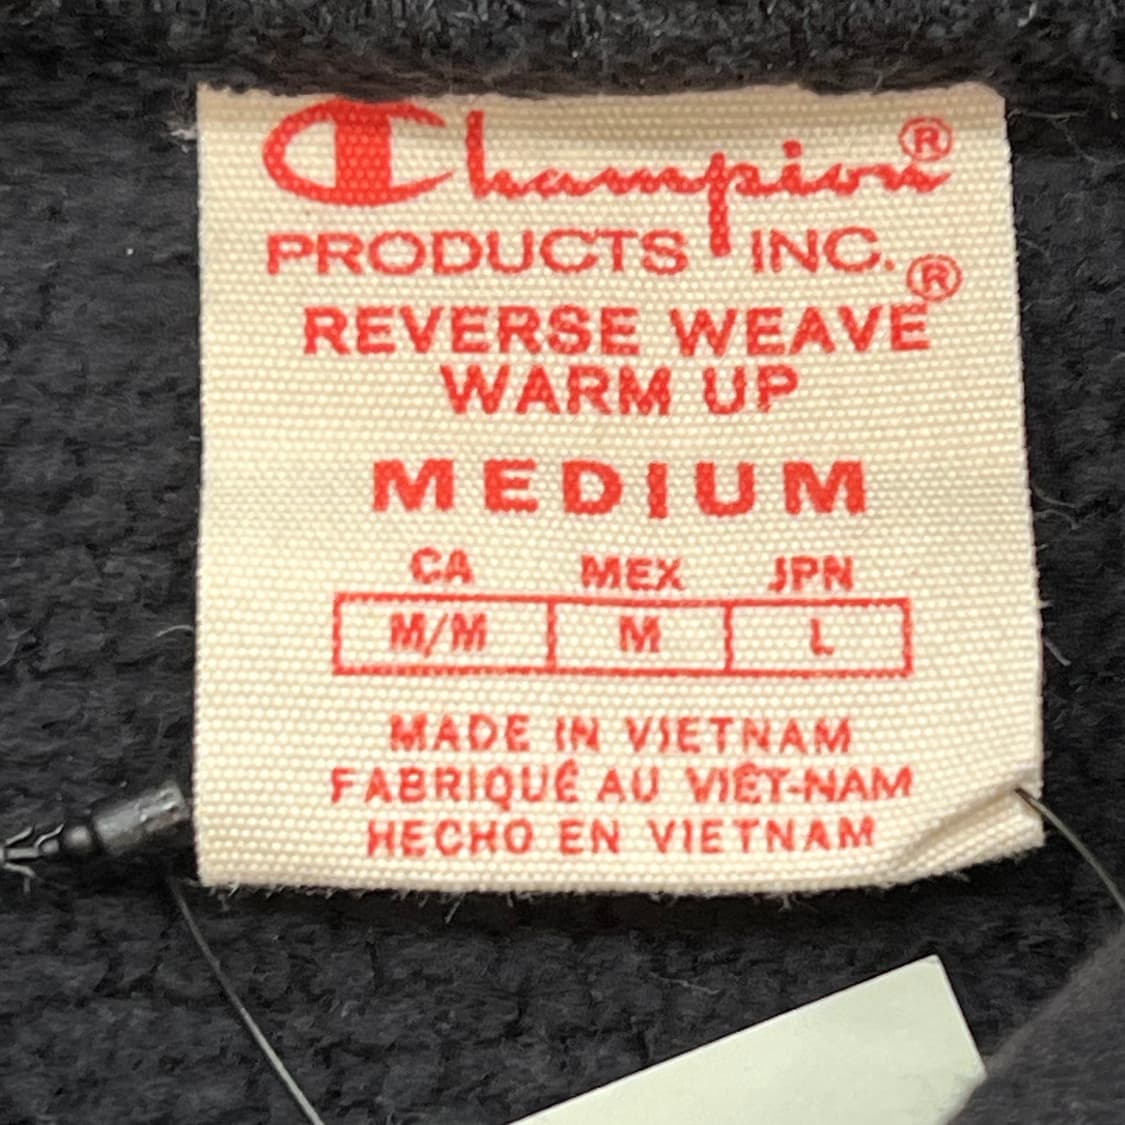 Champion®
PRODUCTS INC.
REVERSE WEAVE®
WARM UP
MEDIUM
CA MEX JPN
M/M M L
MADE IN VIETNAM
FABRIQUÉ AU VIÊT-NAM
HECHO EN VIETNAM